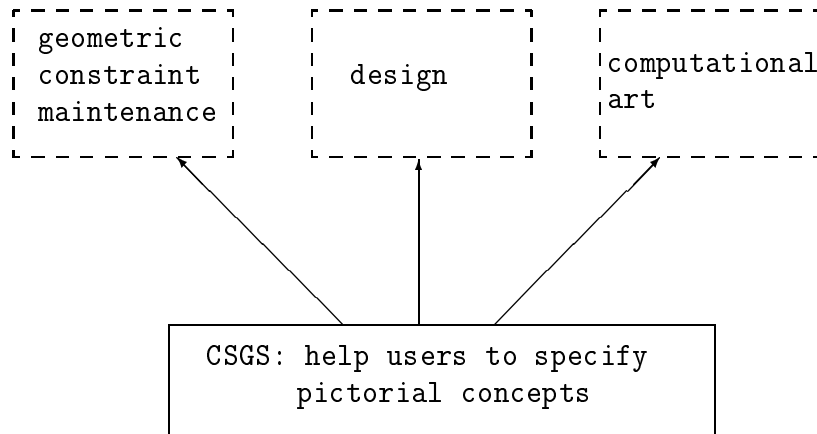 geometric
constraint
maintenance
design
computational
art
CSGS: help users to specify
pictorial concepts